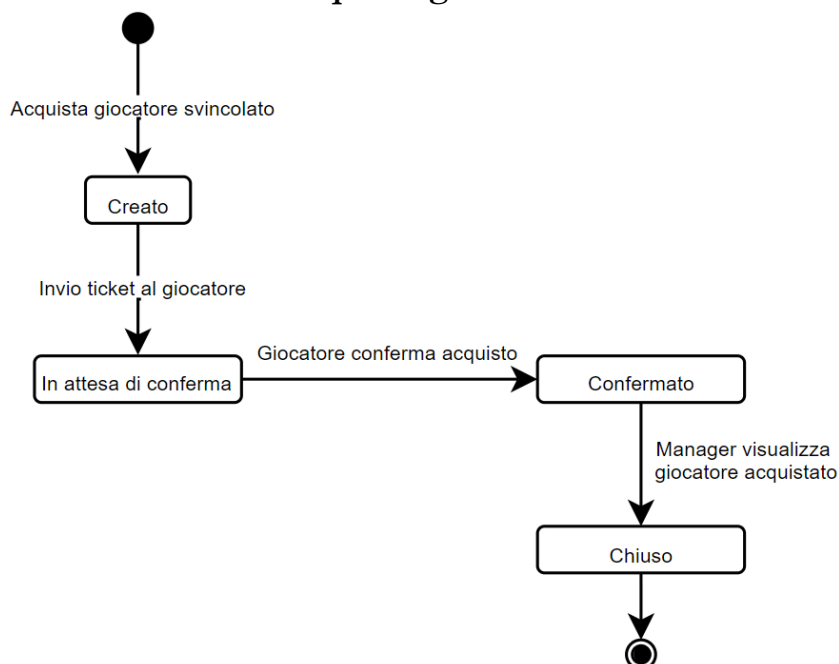 Acquista giocatore svincolato
Creato
Invio ticket al giocatore
Giocatore conferma acquisto
In attesa di conferma
Confermato
Manager visualizza
giocatore acquistato
Chiuso